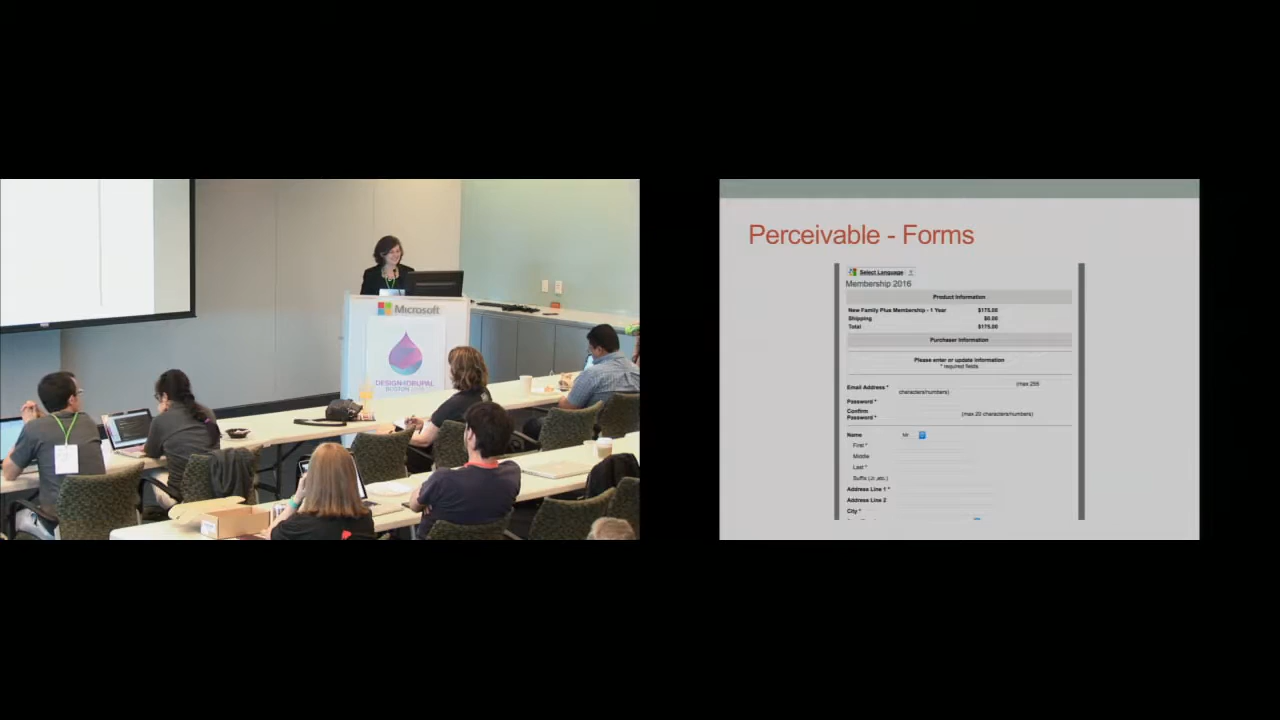 Microsoft
DESIGN4DRUPAL
Perceivable - Forms
Select Language
Membership 2016
Product Information
New Family Plus Membership - 1 Year $175.00
Shipping $0.00
Total $175.00
Purchaser Information
Please enter or update information
* required fields
Email Address * (max 255
characters/numbers)
Password *
Confirm
Password * (max 20 characters/numbers)
Name Mr
First *
Middle
Last *
Suffix (Jr, etc.)
Address Line 1 *
Address Line 2
City *